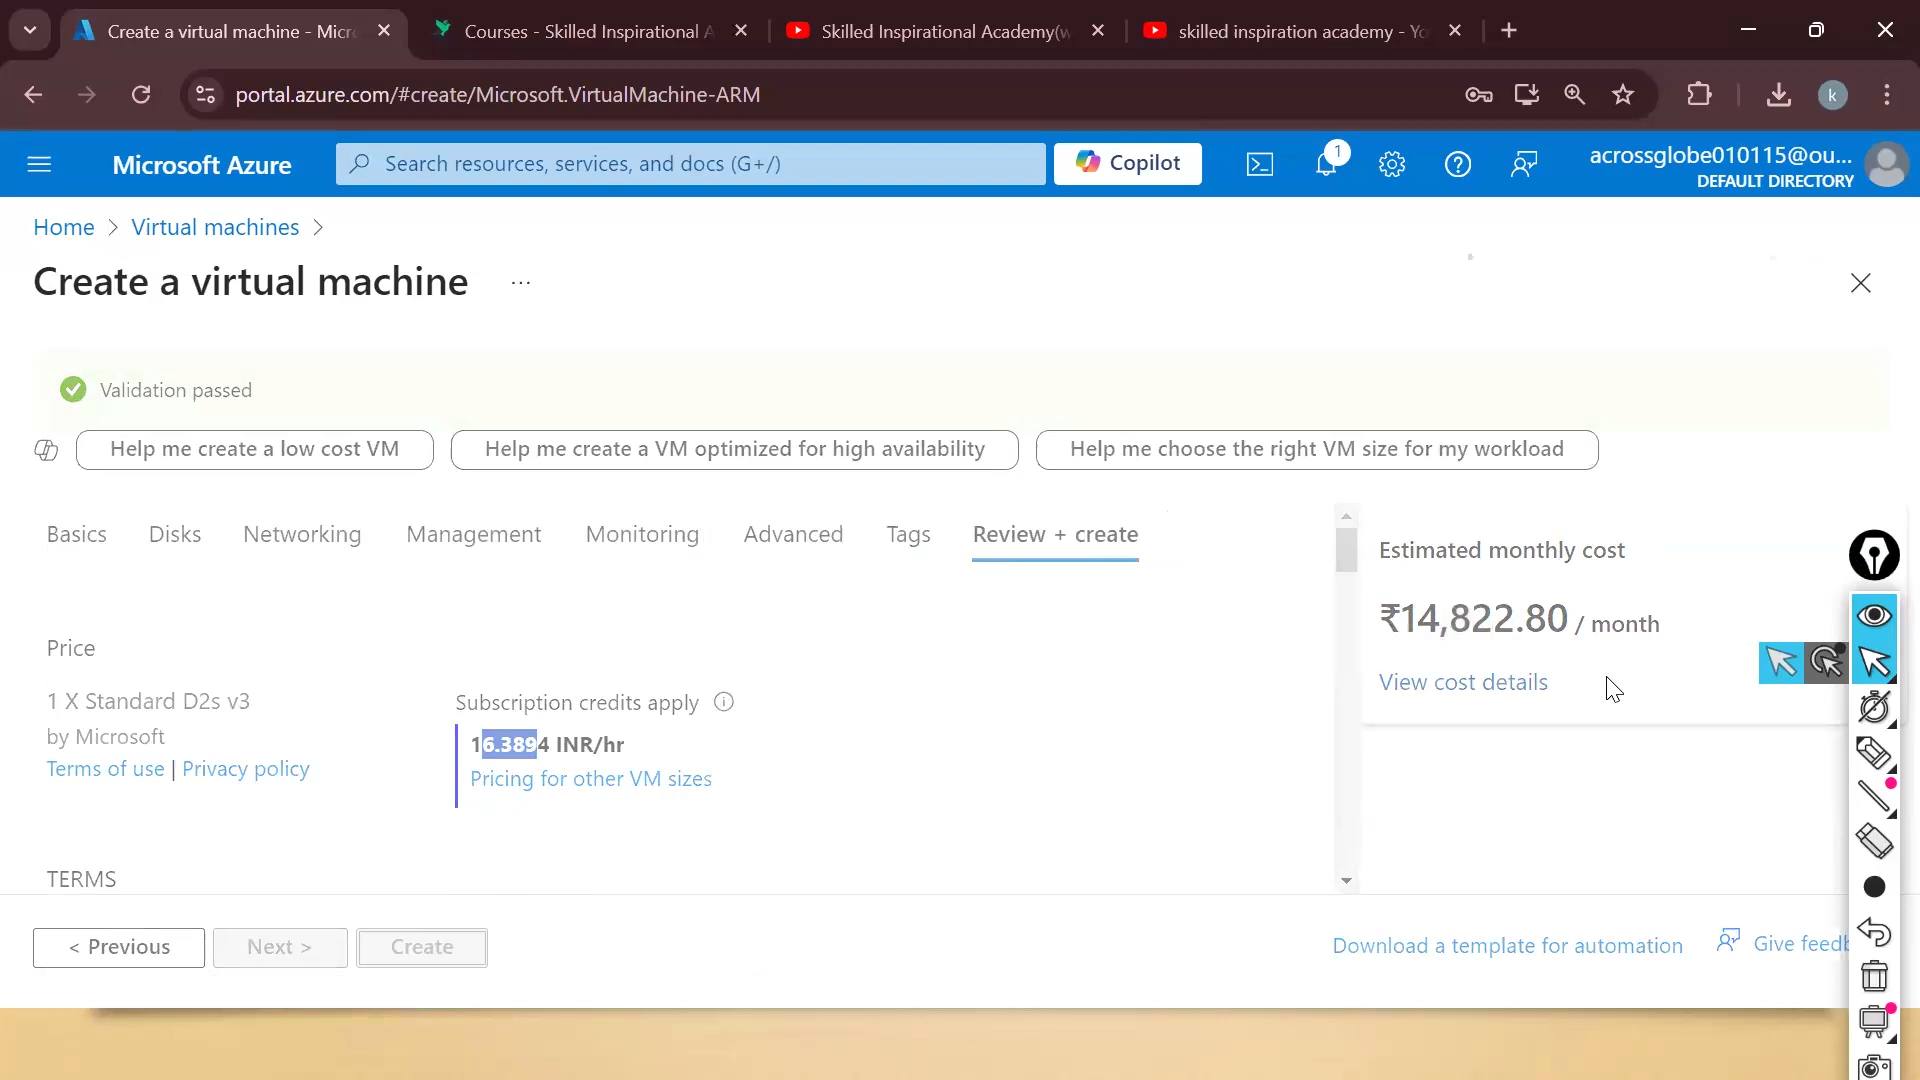 Create a virtual machine - Micr
Courses - Skilled Inspirational A
Skilled Inspirational Academy(w
skilled inspiration academy - Yo
portal.azure.com/#create/Microsoft.VirtualMachine-ARM
k
Microsoft Azure
Search resources, services, and docs (G+/)
Copilot
1
acrossglobe010115@ou...
DEFAULT DIRECTORY
Home > Virtual machines >
Create a virtual machine ...
Validation passed
Help me create a low cost VM
Help me create a VM optimized for high availability
Help me choose the right VM size for my workload
Basics Disks Networking Management Monitoring Advanced Tags Review + create
Price
1 X Standard D2s v3
by Microsoft
Terms of use | Privacy policy
Subscription credits apply
16.3894 INR/hr
Pricing for other VM sizes
TERMS
Estimated monthly cost
₹14,822.80 / month
View cost details
< Previous
Next >
Create
Download a template for automation
Give feedb